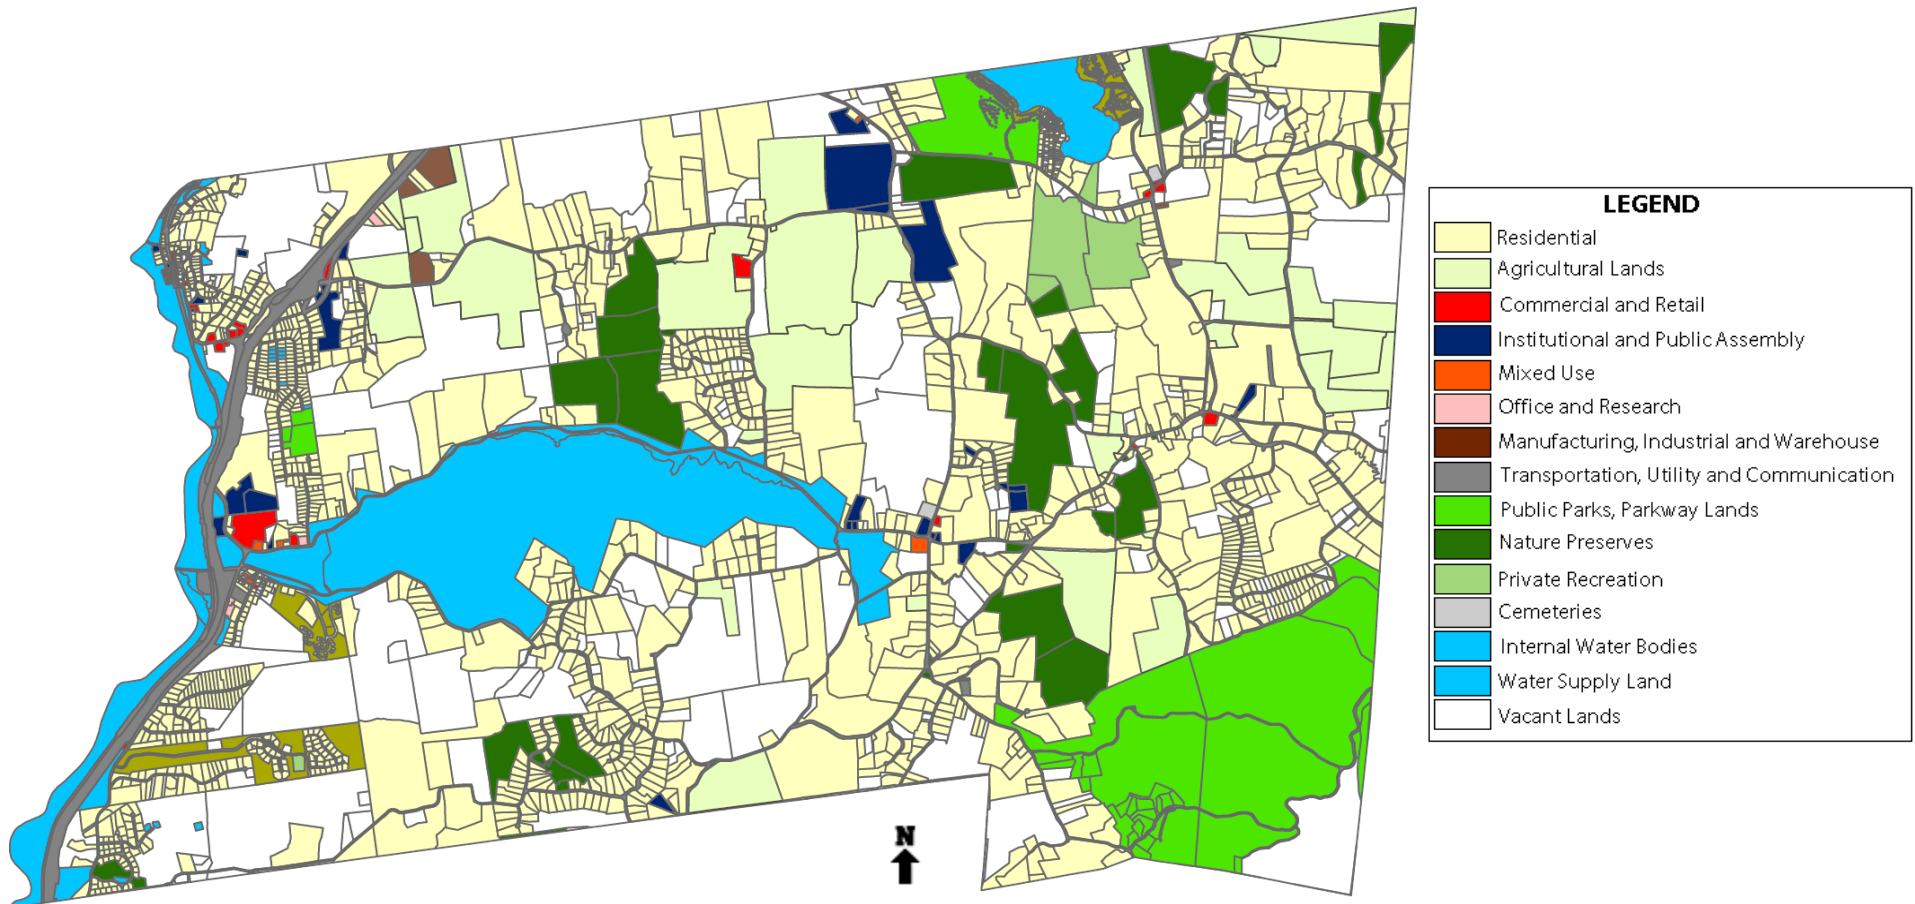 LEGEND
Residential
Agricultural Lands
Commercial and Retail
Institutional and Public Assembly
Mixed Use
Office and Research
Manufacturing, Industrial and Warehouse
Transportation, Utility and Communication
Public Parks, Parkway Lands
Nature Preserves
Private Recreation
Cemeteries
Internal Water Bodies
Water Supply Land
Vacant Lands
N